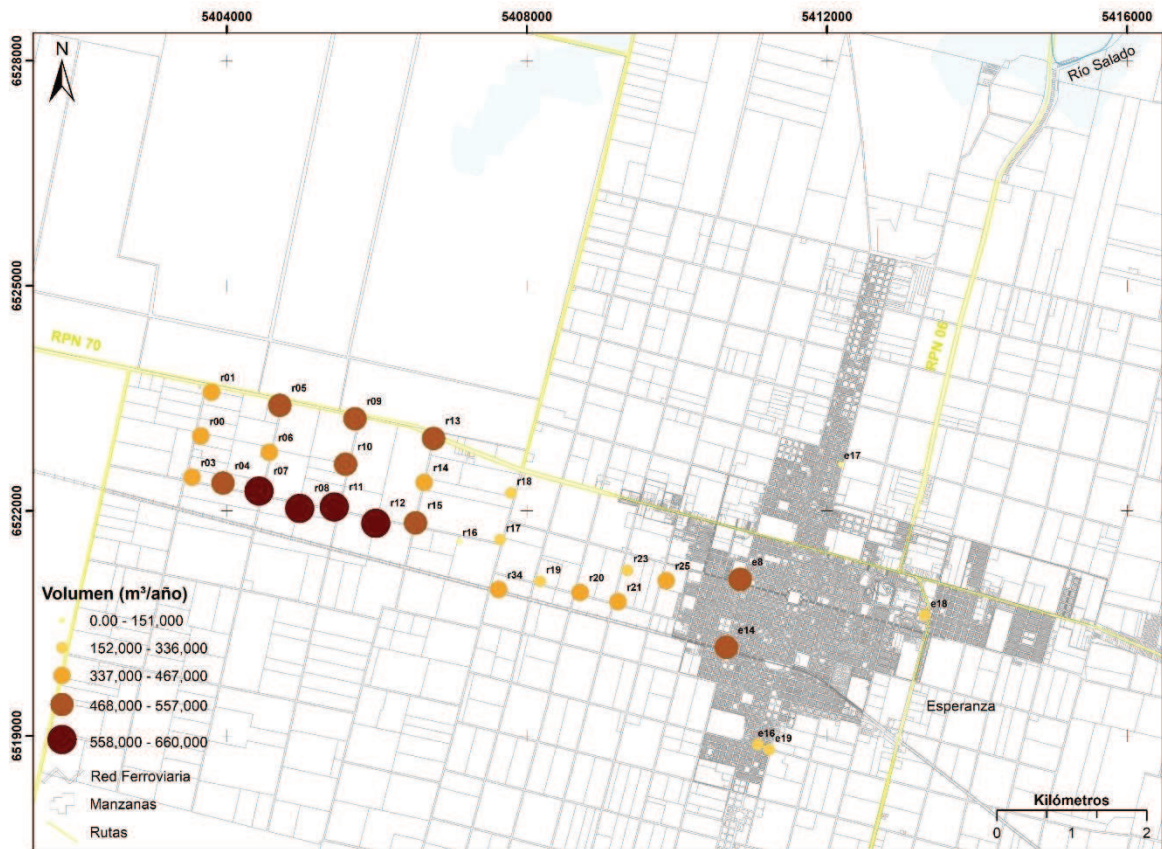 5404000 5408000 5412000 5416000
6528000
N
Río Salado
6525000
RPN 70
RPN 06
r01
r05
r09
r13
r00
r06
r10
r14
e17
r03
r04
r07
r08
r11
r12
r15
r18
6522000
r16
r17
r19
r20
r23
r25
e8
r34
r21
e18
e14
Esperanza
6519000
e16
e19
Volumen (m³/año)
0.00 - 151,000
152,000 - 336,000
337,000 - 467,000
468,000 - 557,000
558,000 - 660,000
Red Ferroviaria
Manzanas
Rutas
Kilómetros
0 1 2